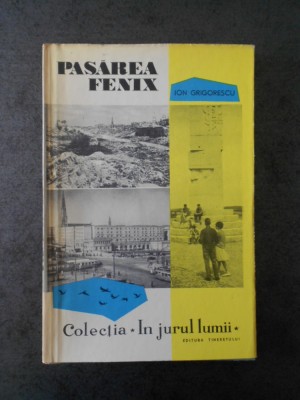 PASĂREA
FENIX
ION GRIGORESCU
Colecția • In jurul lumii •
EDITURA TINERETULUI